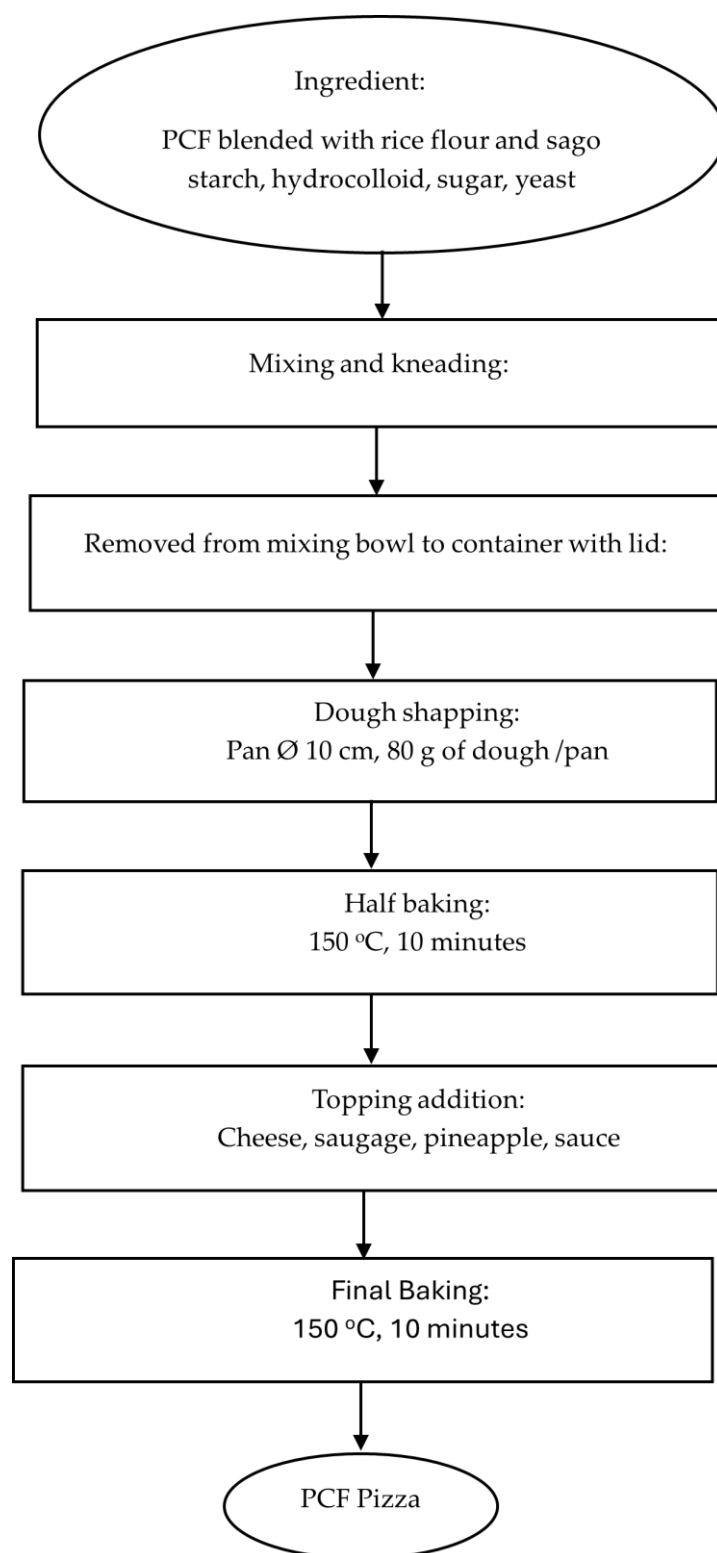 Ingredient:
PCF blended with rice flour and sago
starch, hydrocolloid, sugar, yeast
Mixing and kneading:
Removed from mixing bowl to container with lid:
Dough shapping:
Pan Ø 10 cm, 80 g of dough /pan
Half baking:
150 ºC, 10 minutes
Topping addition:
Cheese, saugage, pineapple, sauce
Final Baking:
150 ºC, 10 minutes
PCF Pizza